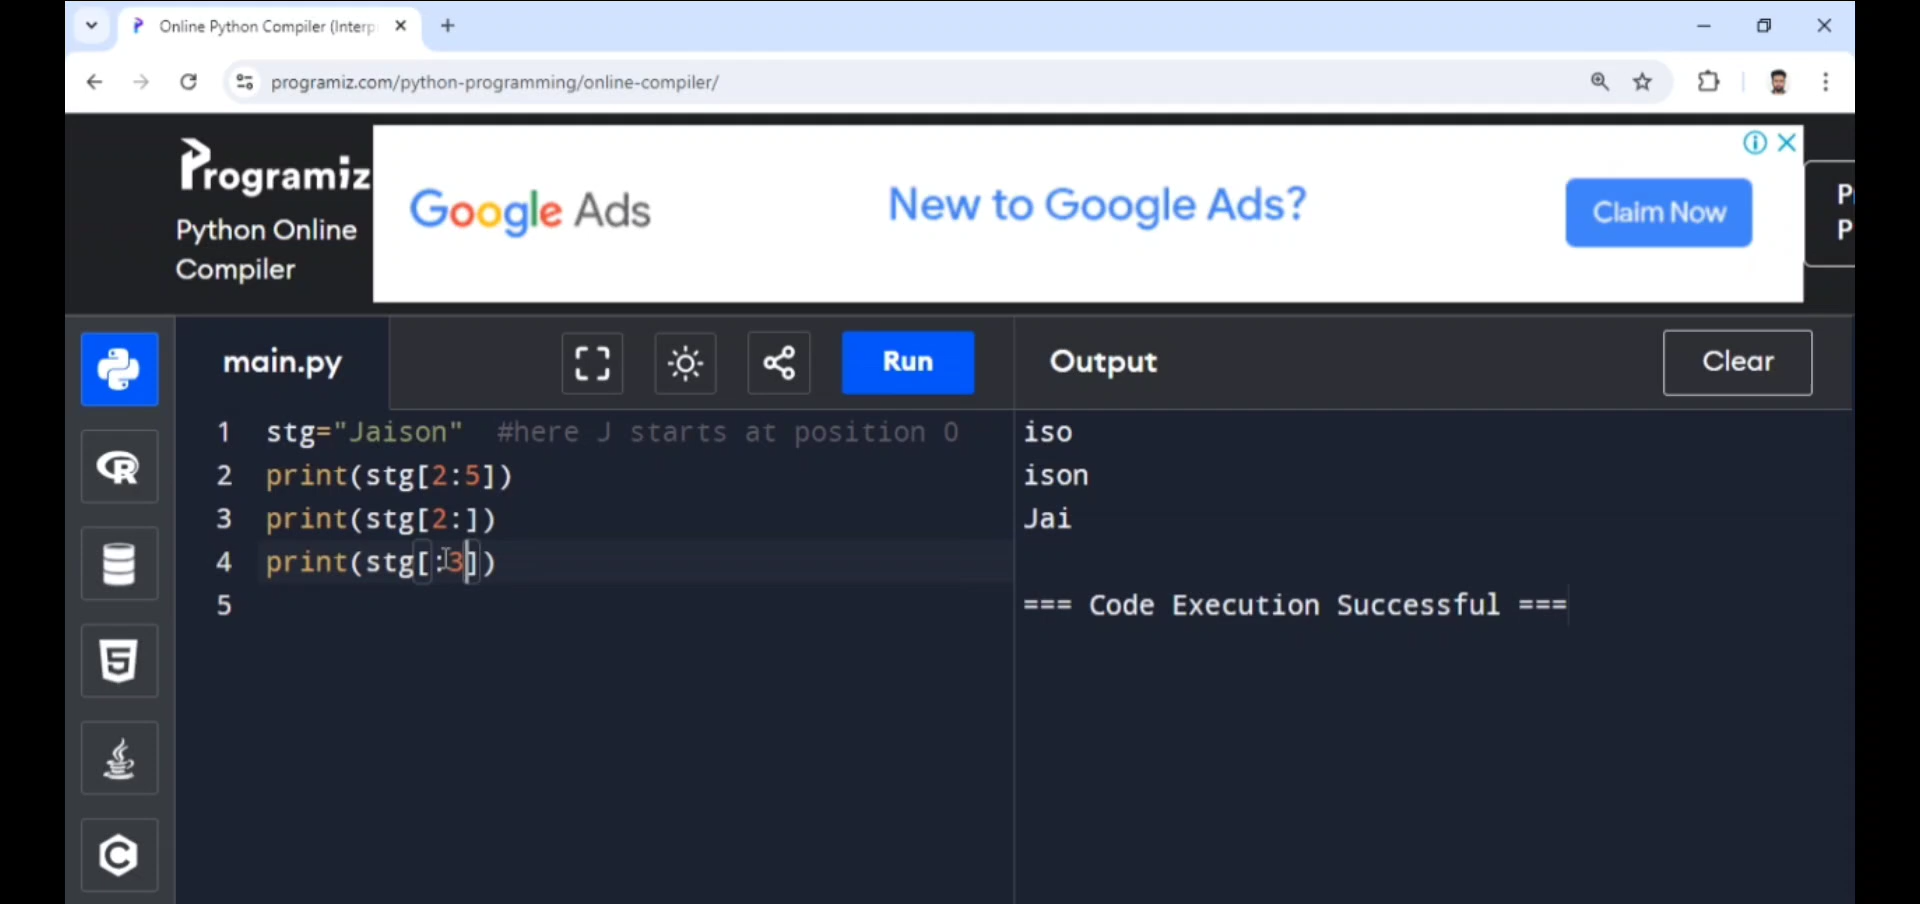 Online Python Compiler (Interp
programiz.com/python-programming/online-compiler/
Programiz
Python Online
Compiler
Google Ads
New to Google Ads?
Claim Now
P
P
main.py
Run
Output
Clear
1 stg="Jaison" #here J starts at position 0
2 print(stg[2:5])
3 print(stg[2:])
4 print(stg[:3])
5
iso
ison
Jai
=== Code Execution Successful ===